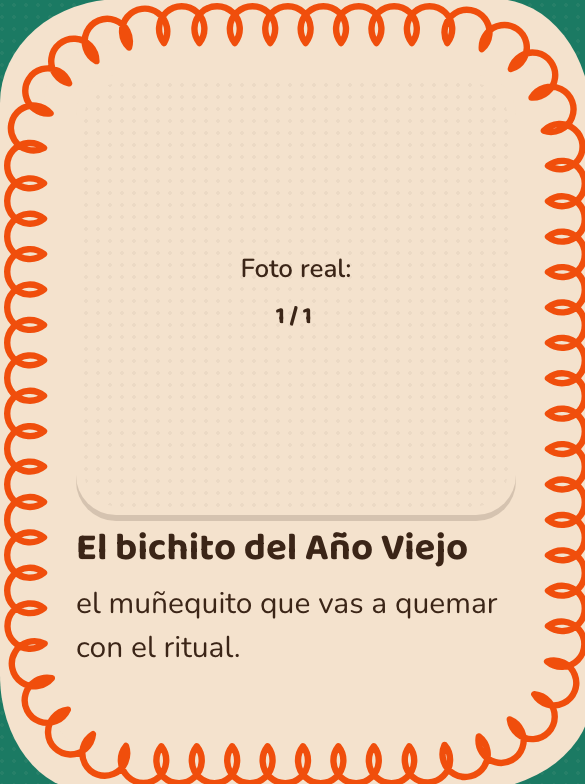 Foto real:
1/1
El bichito del Año Viejo
el muñequito que vas a quemar
con el ritual.